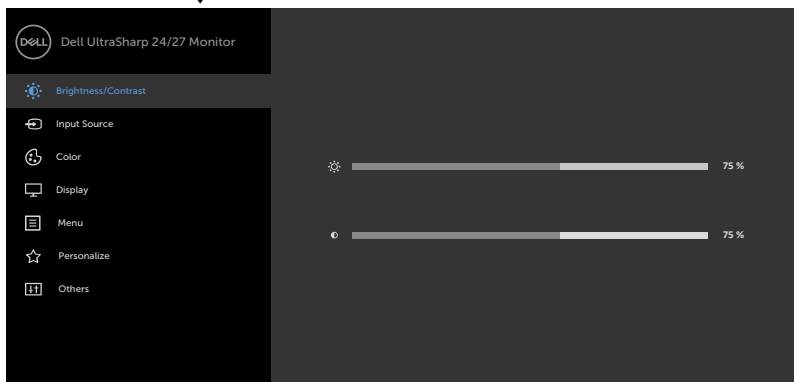 DELL Dell UltraSharp 24/27 Monitor
Brightness/Contrast
Input Source
Color
75 %
Display
Menu
75 %
Personalize
Others